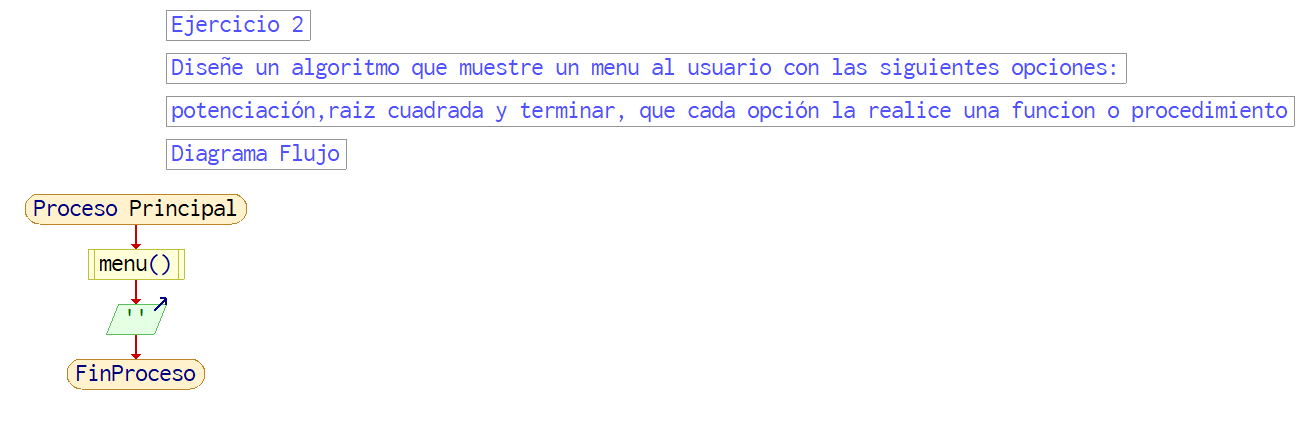 Ejercicio 2
Diseñe un algoritmo que muestre un menu al usuario con las siguientes opciones:
potenciación,raiz cuadrada y terminar, que cada opción la realice una funcion o procedimiento
Diagrama Flujo
Proceso Principal
menu()
''
FinProceso